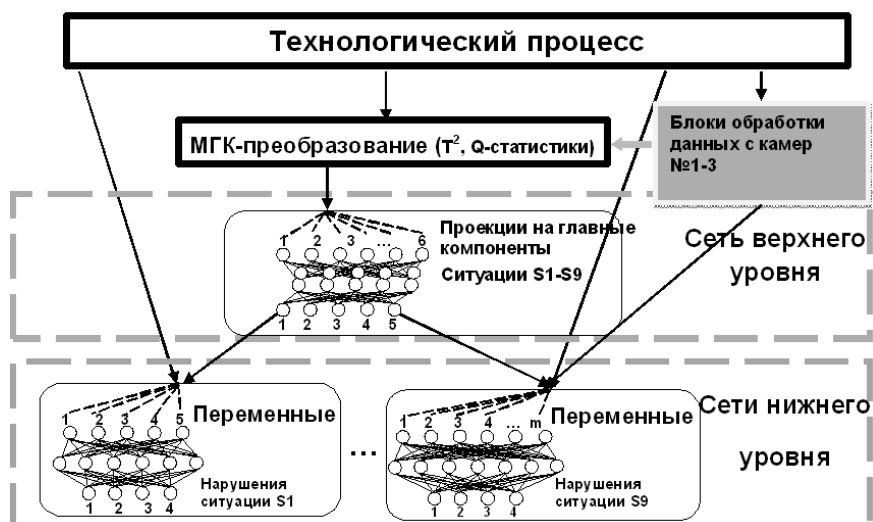 Технологический процесс
Блоки обработки
данных с камер
№1-3
МГК-преобразование (T², Q-статистики)
Проекции на главные
компоненты
1 2 3 ... 6
Ситуации S1-S9
1 2 3 4 5
Сеть верхнего
уровня
Переменные
1 2 3 4 5
Нарушения
ситуации S1
1 2 3 4
...
Переменные
1 2 3 4 ... m
Нарушения
ситуации S9
1 2 3 4
Сети нижнего
уровня